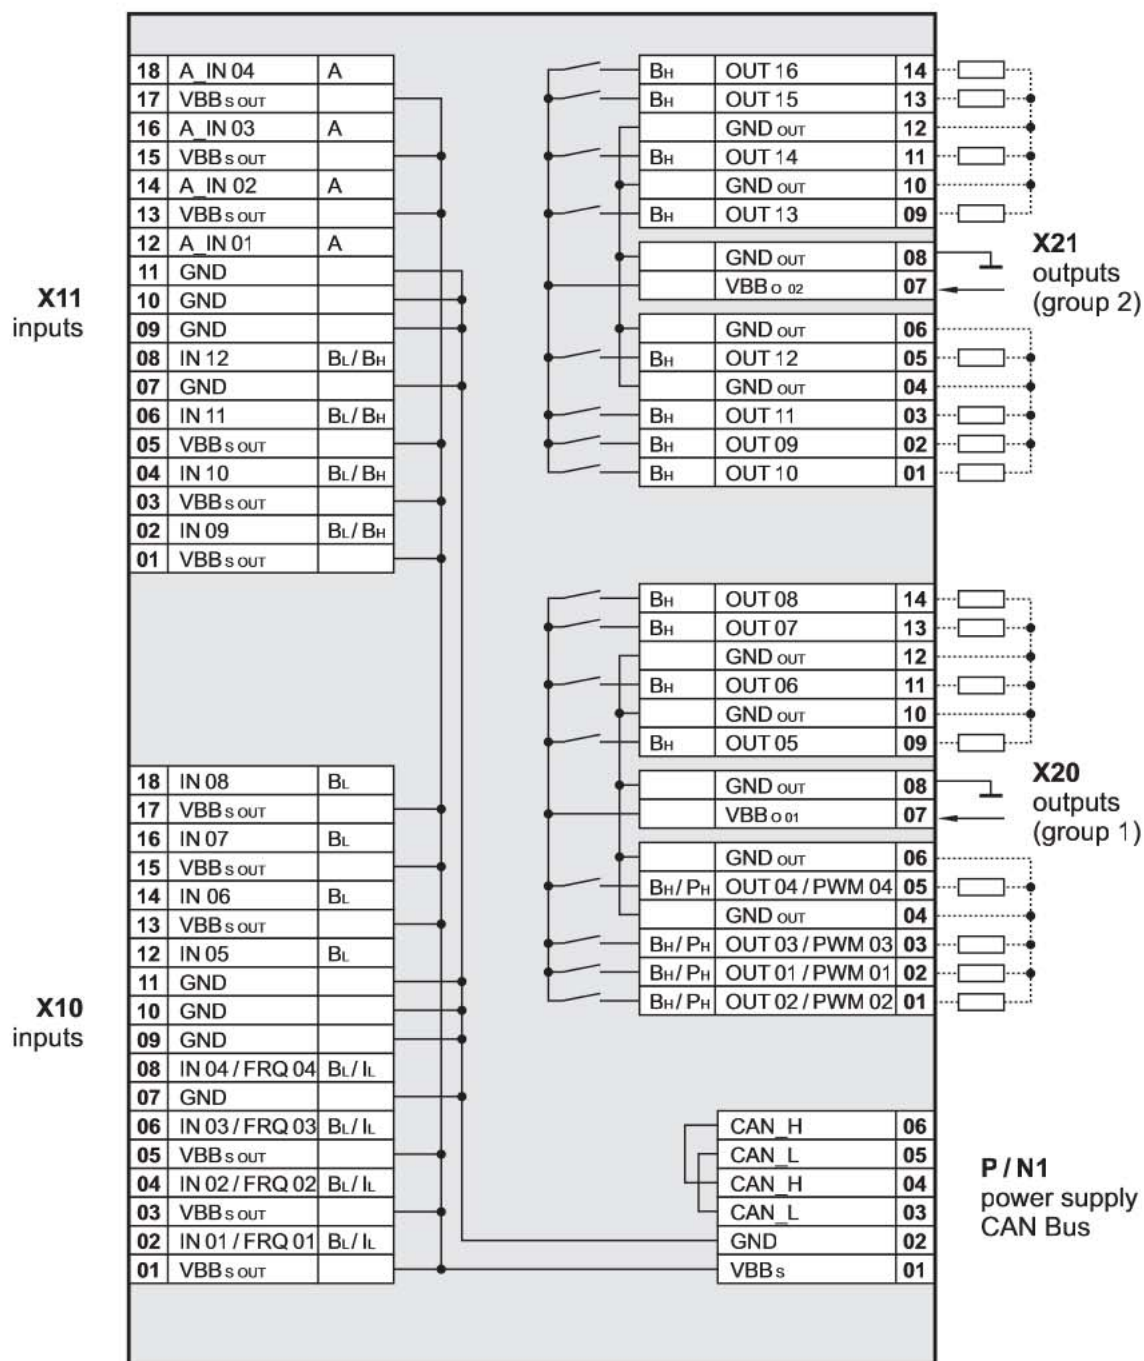 X11
inputs
18 A_IN 04 A
17 VBB S OUT
16 A_IN 03 A
15 VBB S OUT
14 A_IN 02 A
13 VBB S OUT
12 A_IN 01 A
11 GND
10 GND
09 GND
08 IN 12 BL / BH
07 GND
06 IN 11 BL / BH
05 VBB S OUT
04 IN 10 BL / BH
03 VBB S OUT
02 IN 09 BL / BH
01 VBB S OUT
X10
inputs
18 IN 08 BL
17 VBB S OUT
16 IN 07 BL
15 VBB S OUT
14 IN 06 BL
13 VBB S OUT
12 IN 05 BL
11 GND
10 GND
09 GND
08 IN 04 / FRQ 04 BL / IL
07 GND
06 IN 03 / FRQ 03 BL / IL
05 VBB S OUT
04 IN 02 / FRQ 02 BL / IL
03 VBB S OUT
02 IN 01 / FRQ 01 BL / IL
01 VBB S OUT
BH OUT 16 14
BH OUT 15 13
GND OUT 12
BH OUT 14 11
GND OUT 10
BH OUT 13 09
GND OUT 08
VBB O 02 07
GND OUT 06
BH OUT 12 05
GND OUT 04
BH OUT 11 03
BH OUT 09 02
BH OUT 10 01
X21
outputs
(group 2)
BH OUT 08 14
BH OUT 07 13
GND OUT 12
BH OUT 06 11
GND OUT 10
BH OUT 05 09
GND OUT 08
VBB O 01 07
GND OUT 06
BH / PH OUT 04 / PWM 04 05
GND OUT 04
BH / PH OUT 03 / PWM 03 03
BH / PH OUT 01 / PWM 01 02
BH / PH OUT 02 / PWM 02 01
X20
outputs
(group 1)
CAN_H 06
CAN_L 05
CAN_H 04
CAN_L 03
GND 02
VBB S 01
P / N1
power supply
CAN Bus